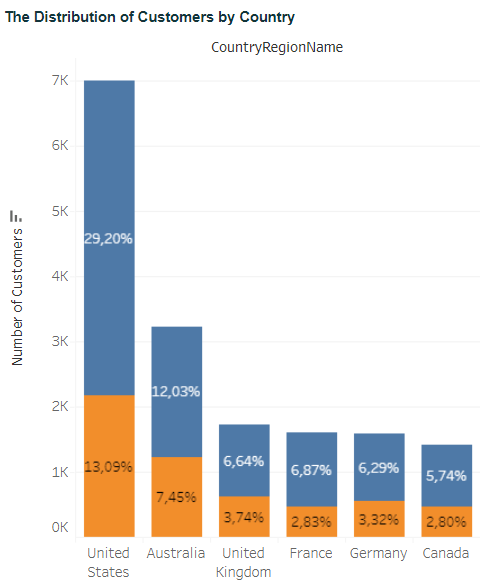 The Distribution of Customers by Country
CountryRegionName
Number of Customers
7K
6K
5K
4K
3K
2K
1K
0K
29,20%
13,09%
12,03%
7,45%
6,64%
3,74%
6,87%
2,83%
6,29%
3,32%
5,74%
2,80%
United
States
Australia
United
Kingdom
France
Germany
Canada